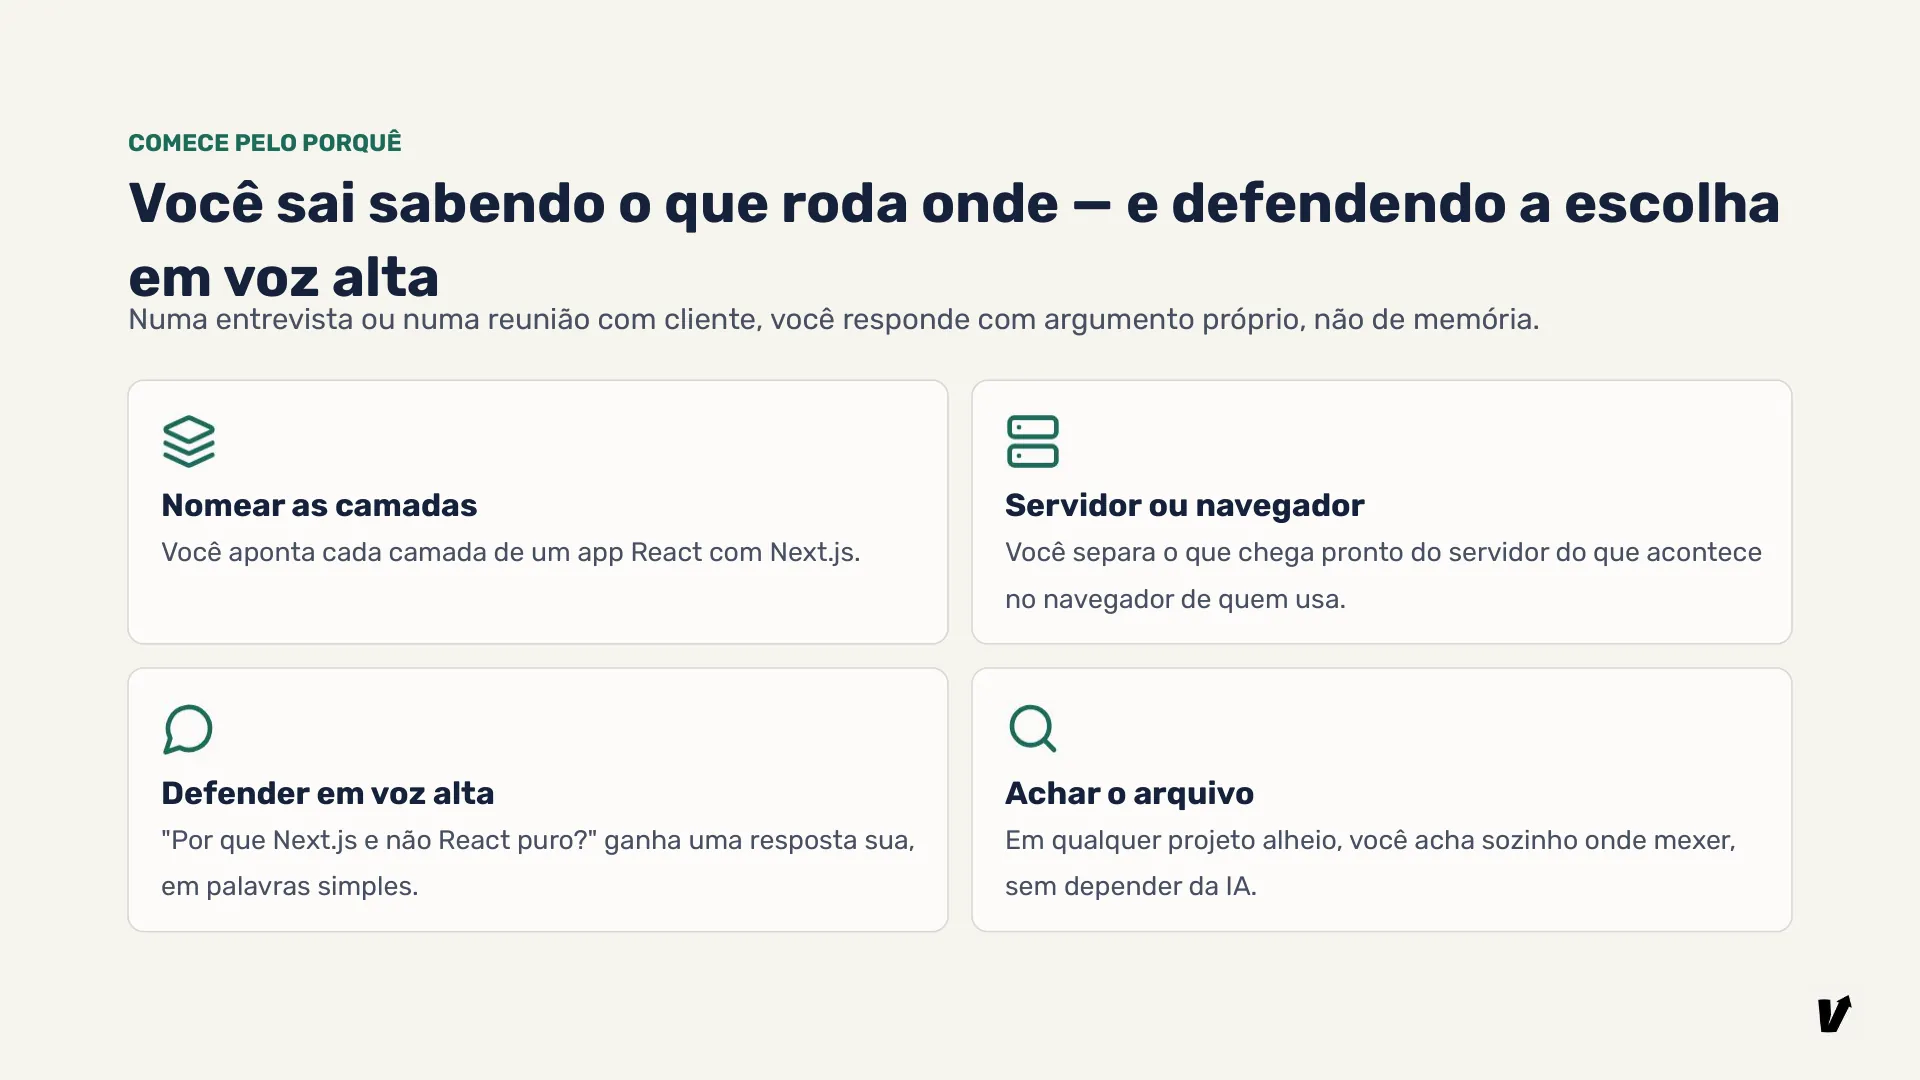 COMECE PELO PORQUÊ
Você sai sabendo o que roda onde — e defendendo a escolha
em voz alta
Numa entrevista ou numa reunião com cliente, você responde com argumento próprio, não de memória.
Nomear as camadas
Você aponta cada camada de um app React com Next.js.
Servidor ou navegador
Você separa o que chega pronto do servidor do que acontece
no navegador de quem usa.
Defender em voz alta
"Por que Next.js e não React puro?" ganha uma resposta sua,
em palavras simples.
Achar o arquivo
Em qualquer projeto alheio, você acha sozinho onde mexer,
sem depender da IA.